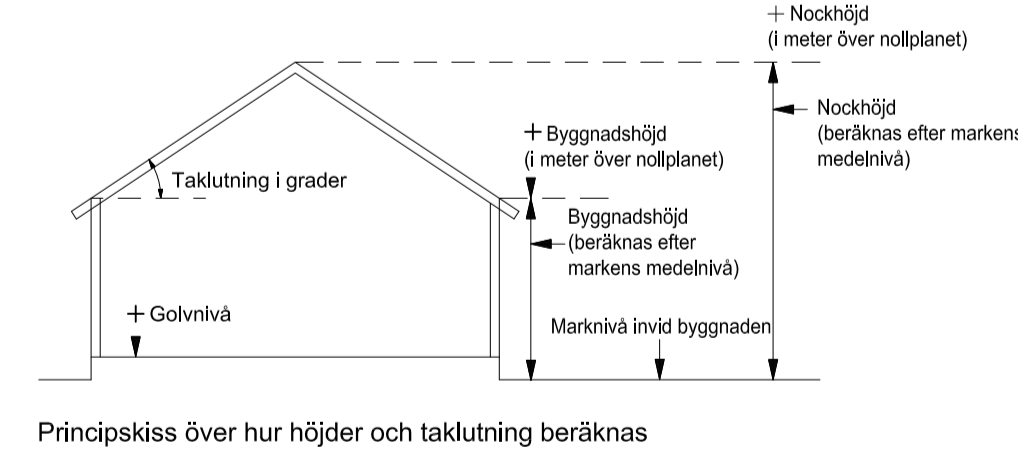 + Nockhöjd
(i meter över nollplanet)
Nockhöjd
(beräknas efter markens
medelnivå)
+ Byggnadshöjd
(i meter över nollplanet)
Taklutning i grader
Byggnadshöjd
(beräknas efter
markens medelnivå)
+ Golvnivå
Marknivå invid byggnaden
Principskiss över hur höjder och taklutning beräknas